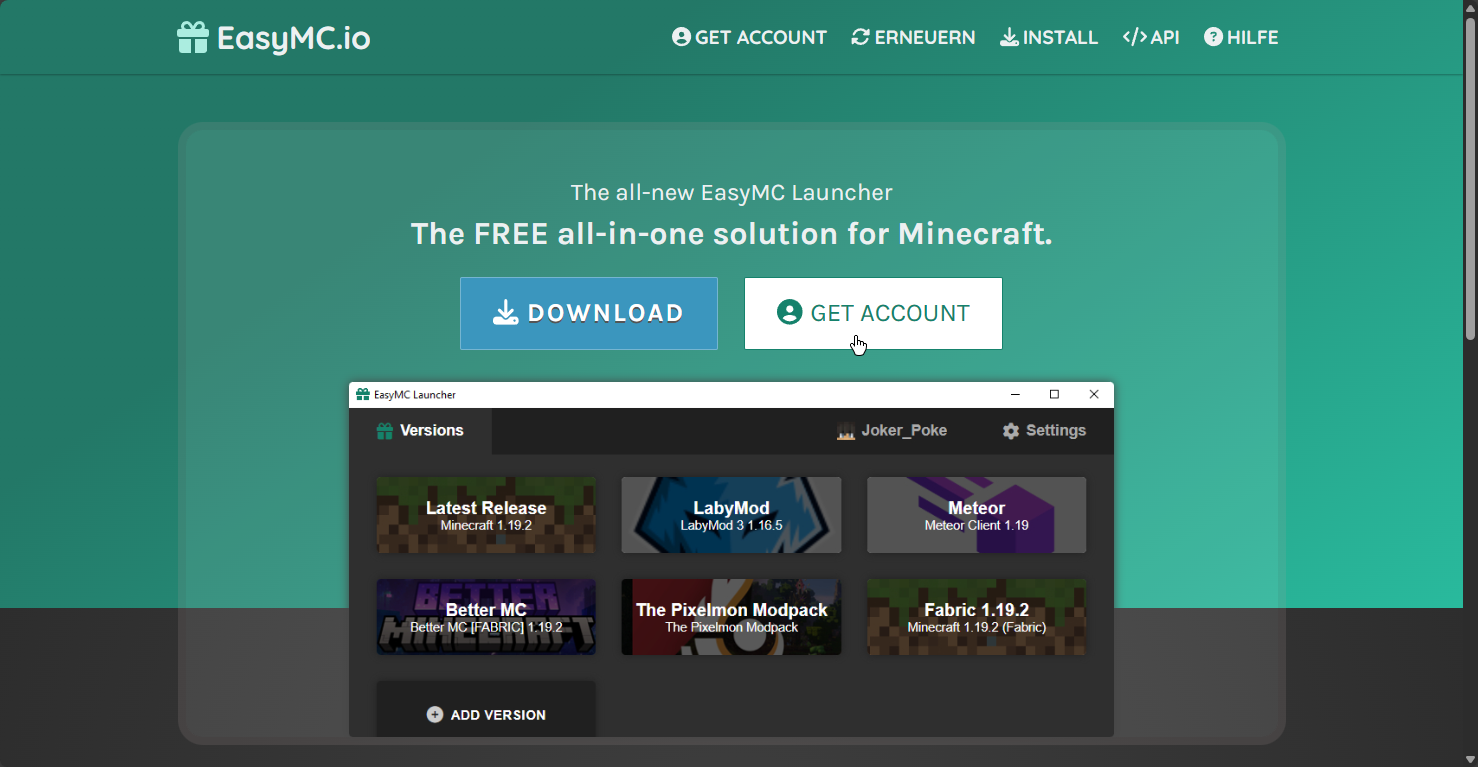 EasyMC.io
GET ACCOUNT
ERNEUERN
INSTALL
</> API
HILFE
The all-new EasyMC Launcher
The FREE all-in-one solution for Minecraft.
DOWNLOAD
GET ACCOUNT
EasyMC Launcher
Versions
Joker_Poke
Settings
Latest Release
Minecraft 1.19.2
LabyMod
LabyMod 3 1.16.5
Meteor
Meteor Client 1.19
BETTER
MINECRAFT
Better MC
Better MC [FABRIC] 1.19.2
The Pixelmon Modpack
The Pixelmon Modpack
Fabric 1.19.2
Minecraft 1.19.2 (Fabric)
ADD VERSION